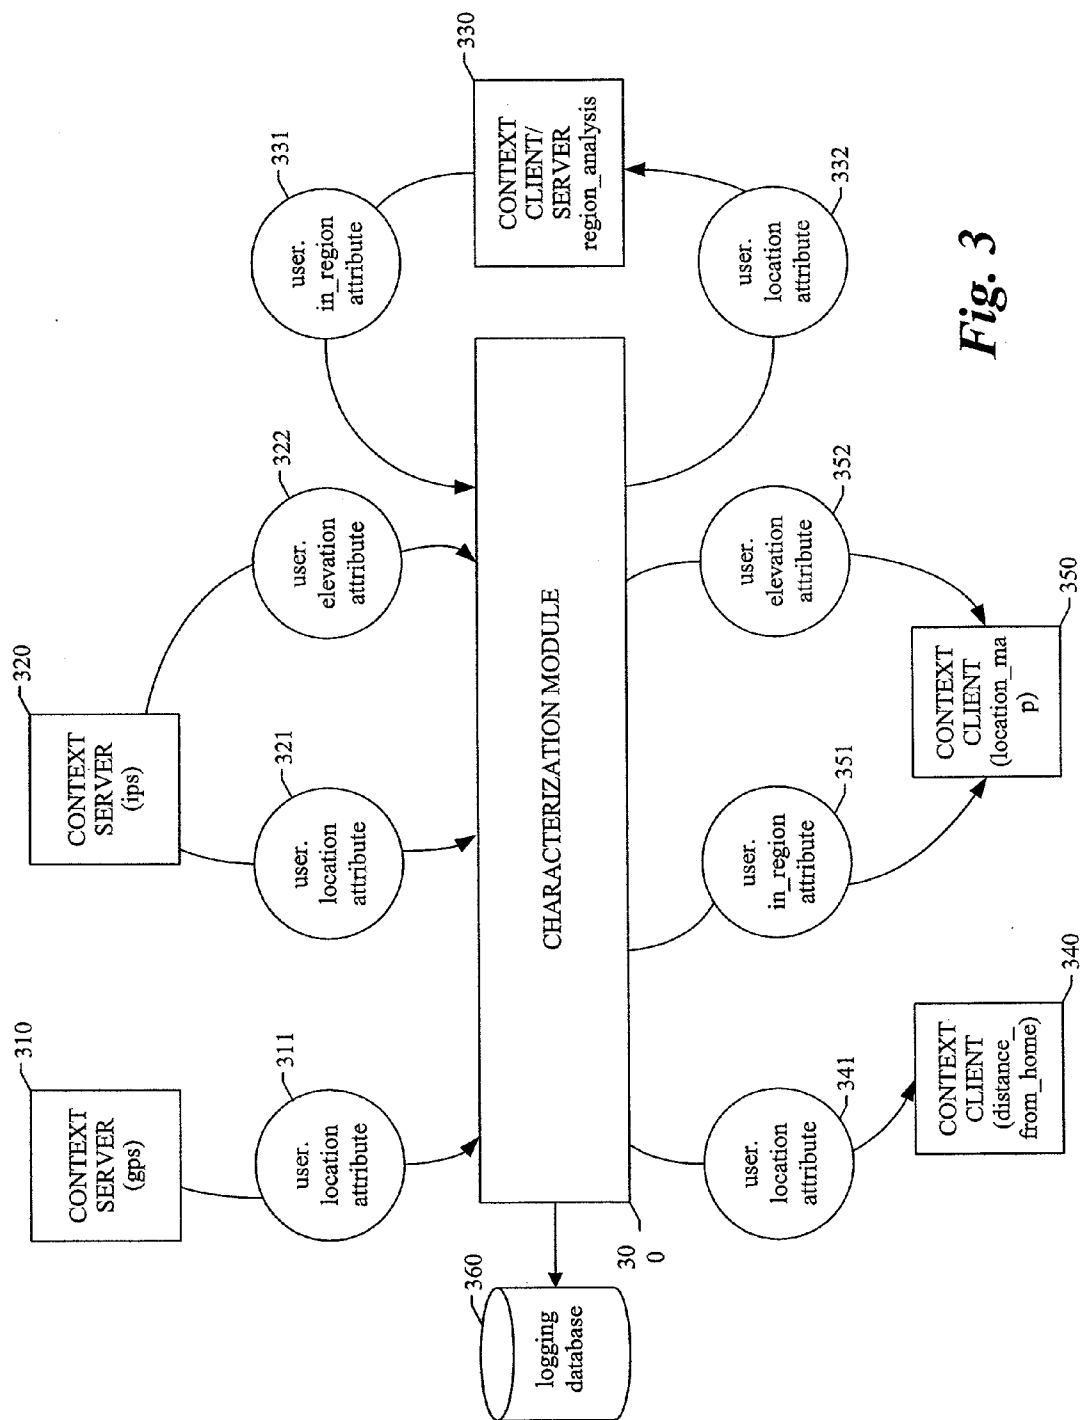 310
CONTEXT
SERVER
(gps)
320
CONTEXT
SERVER
(ips)
311
user.
location
attribute
321
user.
location
attribute
322
user.
elevation
attribute
331
user.
in_region
attribute
330
CONTEXT
CLIENT/
SERVER
region_analysis
360
logging
database
30
0
CHARACTERIZATION MODULE
341
user.
location
attribute
351
user.
in_region
attribute
352
user.
elevation
attribute
332
user.
location
attribute
340
CONTEXT
CLIENT
(distance_
from_home)
350
CONTEXT
CLIENT
(location_ma
p)
Fig. 3